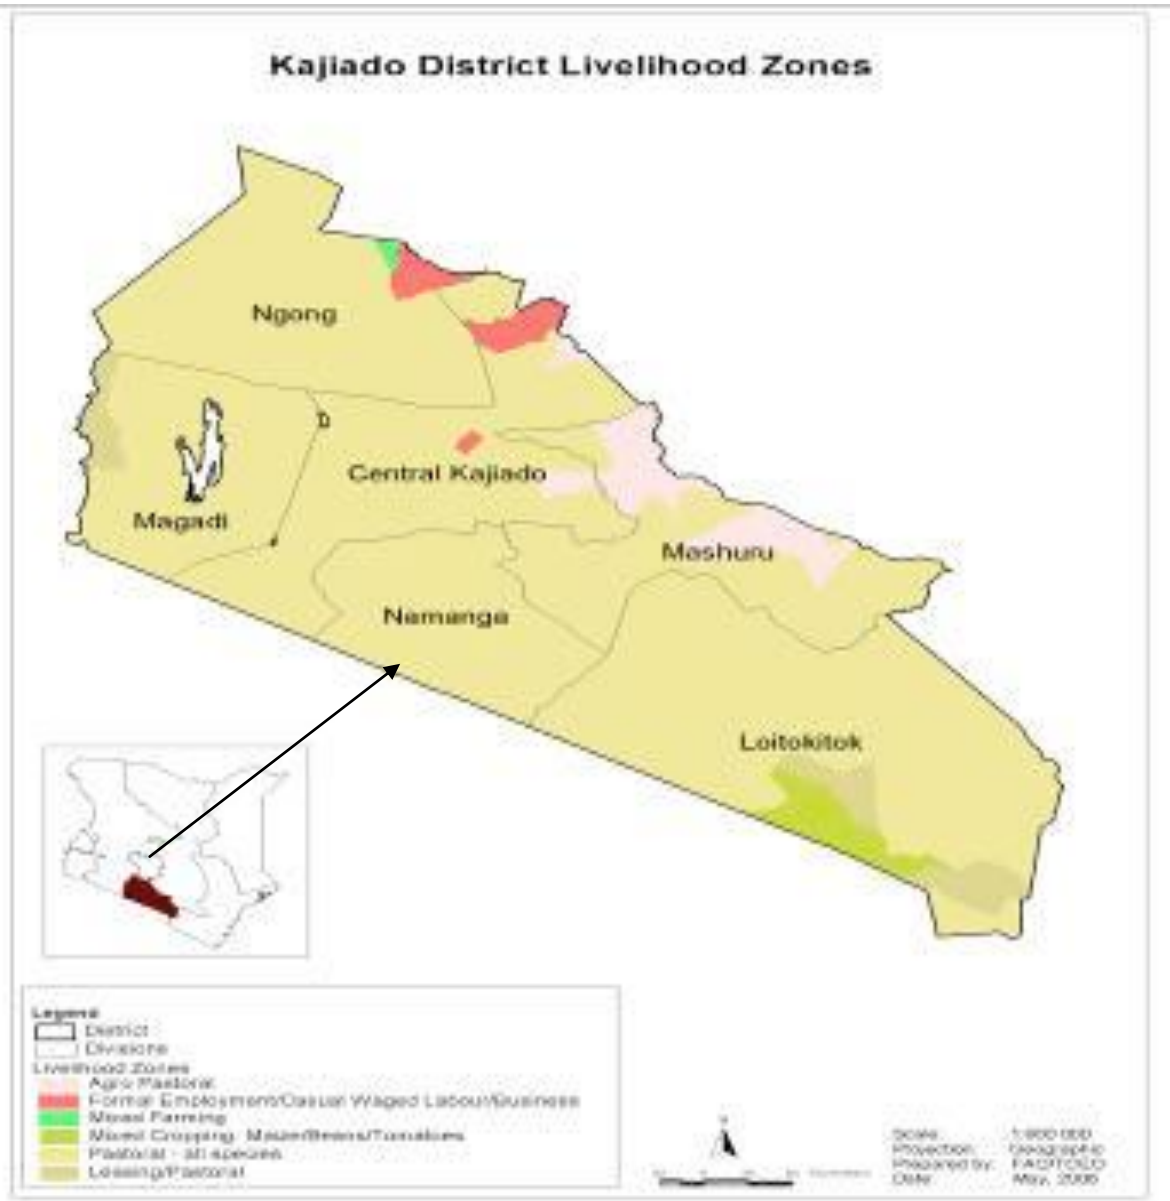 Kajiado District Livelihood Zones
Ngong
Central Kajiado
Magadi
Mashuru
Namanga
Loitokitok
Legend
District
Divisions
Livelihood Zones
Agro Pastoral
Formal Employment/Casual Waged Labour/Business
Mixed Farming
Mixed Cropping: Maize/Beans/Tomatoes
Pastoral - all species
Leasing/Pastoral
Scale:
Projection: Geographic
Prepared by:
Date: May, 2006